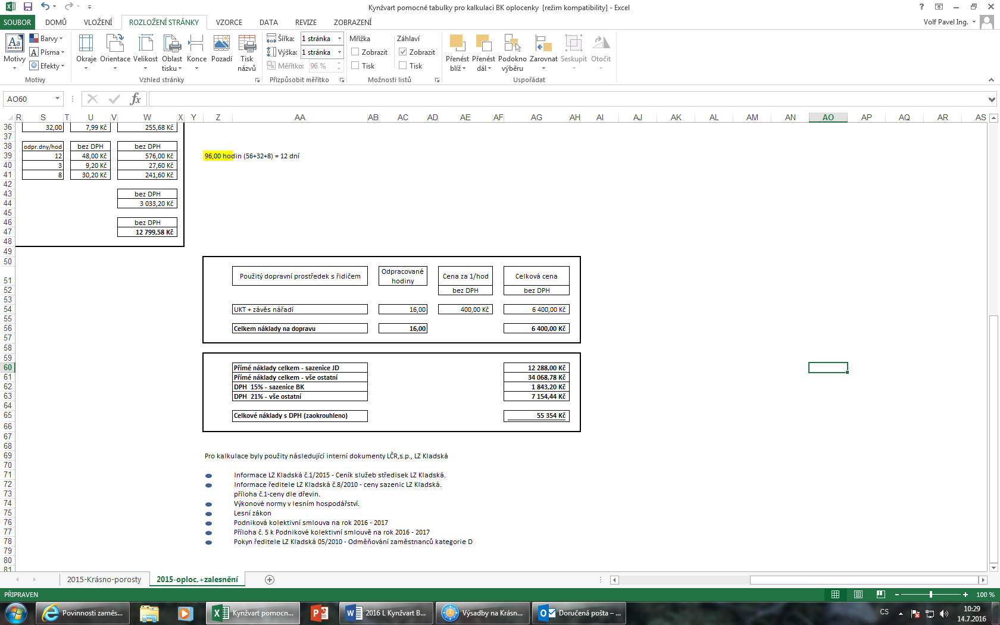 Kynžvart pomocné tabulky pro kalkulaci BK oplocenky  [režim kompatibility] - Excel
SOUBOR DOMŮ VLOŽENÍ ROZLOŽENÍ STRÁNKY VZORCE DATA REVIZE ZOBRAZENÍ Volf Pavel Ing.
Motivy Barvy Písma Efekty
Okraje Orientace Velikost Oblast tisku Konce Pozadí Tisk názvů
Šířka: 1 stránka
Výška: 1 stránka
Měřítko: 96 %
Mřížka Záhlaví
Zobrazit Zobrazit
Tisk Tisk
Přenést blíž Přenést dál Podokno výběru Zarovnat Seskupit Otočit
Motivy Vzhled stránky Přizpůsobit měřítko Možnosti listů Uspořádat
AO60 fx
R S T U V W X Y Z AA AB AC AD AE AF AG AH AI AJ AK AL AM AN AO AP AQ AR AS
36 32,00 7,99 Kč 255,68 Kč
37
38 odpr.dny/hod bez DPH bez DPH
39 12 48,00 Kč 576,00 Kč 96,00 hodin (56+32+8) = 12 dní
40 3 9,20 Kč 27,60 Kč
41 8 30,20 Kč 241,60 Kč
42
43 bez DPH
44 3 033,20 Kč
45
46 bez DPH
47 12 799,58 Kč
48
49
50
51 Použitý dopravní prostředek s řidičem Odpracované hodiny Cena za 1/hod Celková cena
52 bez DPH bez DPH
53
54 UKT + závěs nářadí 16,00 400,00 Kč 6 400,00 Kč
55
56 Celkem náklady na dopravu 16,00 6 400,00 Kč
57
58
59
60 Přímé náklady celkem - sazenice JD 12 288,00 Kč
61 Přímé náklady celkem - vše ostatní 34 068,78 Kč
62 DPH  15% - sazenice BK 1 843,20 Kč
63 DPH  21% - vše ostatní 7 154,44 Kč
64
65 Celkové náklady s DPH (zaokrouhleno) 55 354 Kč
66
67
68
69 Pro kalkulace byly použity následující interní dokumenty LČR,s.p., LZ Kladská
70
71 Informace LZ Kladská č.1/2015 - Ceník služeb středisek LZ Kladská.
72 Informace ředitele LZ Kladská č.8/2010 - ceny sazenic LZ Kladská.
73 příloha č.1-ceny dle dřevin.
74 Výkonové normy v lesním hospodářství.
75 Lesní zákon
76 Podniková kolektivní smlouva na rok 2016 - 2017
77 Příloha č. 5 k Podnikové kolektivní smlouvě na rok 2016 - 2017
78 Pokyn ředitele LZ Kladská 05/2010 - Odměňování zaměstnanců kategorie D
79
80
81
2015-Krásno-porosty 2015-oploc.+zalesnění
PŘIPRAVEN 100 %
Povinnosti zaměs... Kynžvart pomocn... 2016 L Kynžvart B... Výsadby na Krásn... Doručená pošta – ... CS 10:29
14.7.2016